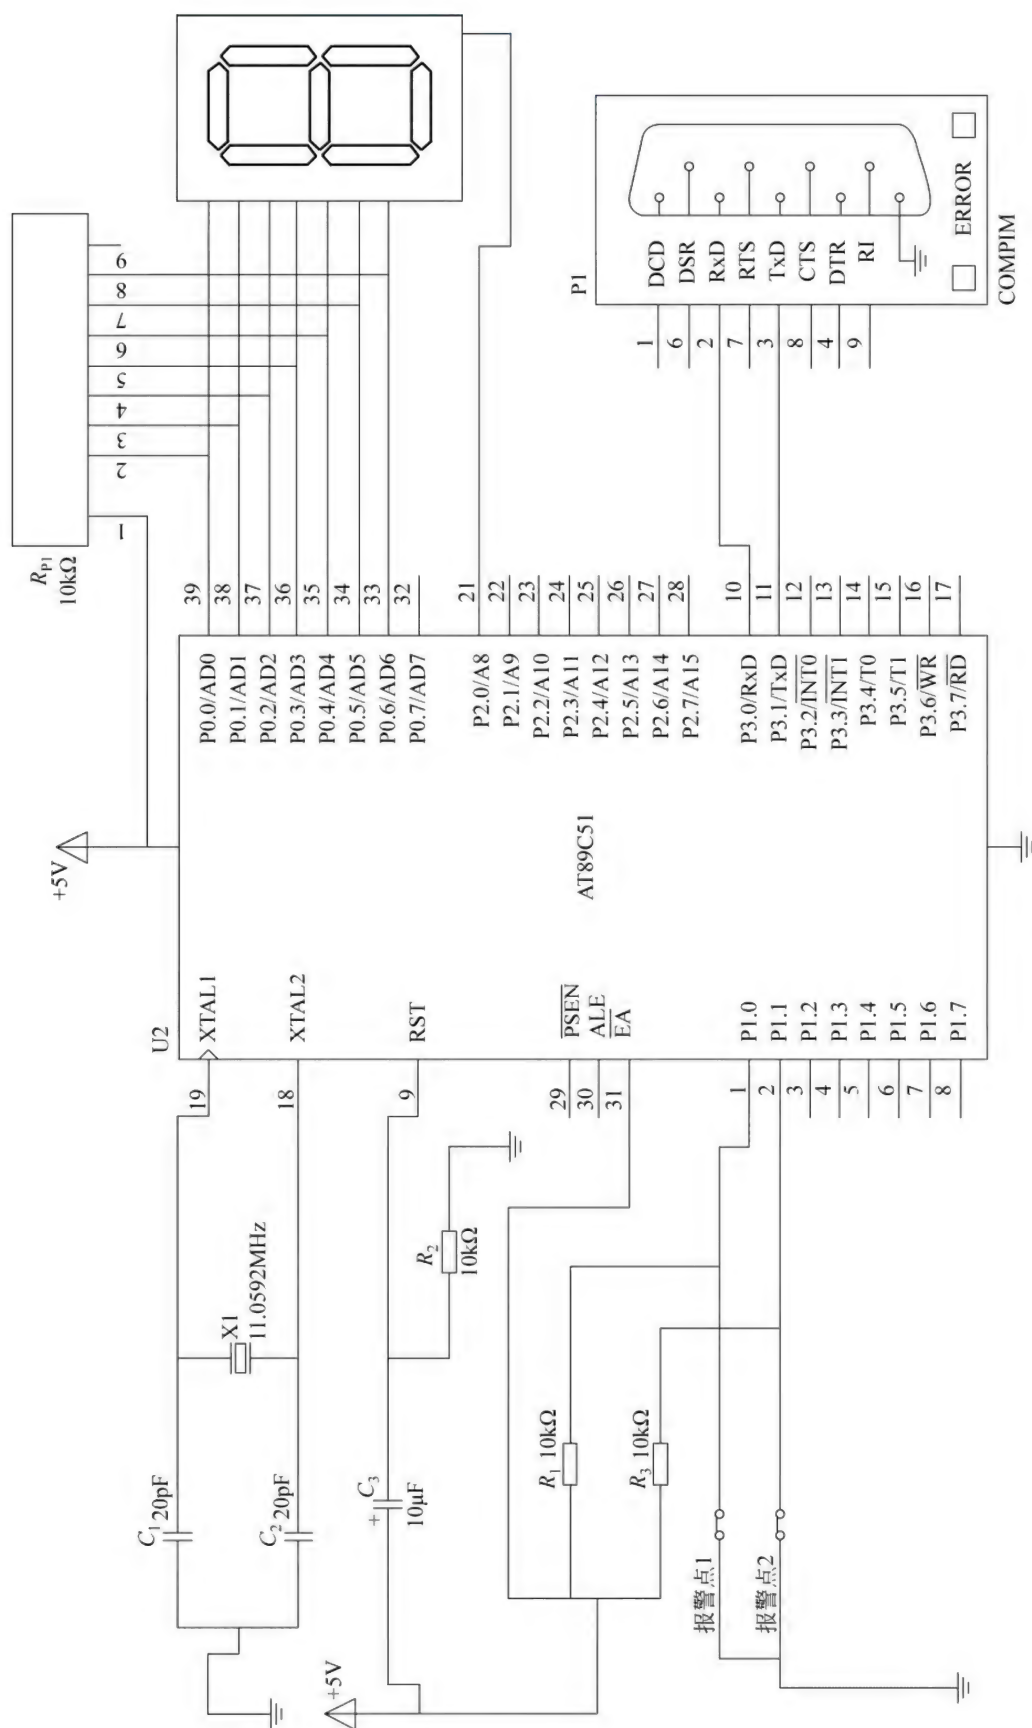 C₁ 20pF
C₂ 20pF
X1
11.0592MHz
+5V
+
C₃
10μF
R₂
10kΩ
R₁ 10kΩ
R₃ 10kΩ
报警点1
报警点2
U2
+5V
19 XTAL1
18 XTAL2
9 RST
29 PSEN
30 ALE
31 EA
1 P1.0
2 P1.1
3 P1.2
4 P1.3
5 P1.4
6 P1.5
7 P1.6
8 P1.7
AT89C51
P0.0/AD0 39
P0.1/AD1 38
P0.2/AD2 37
P0.3/AD3 36
P0.4/AD4 35
P0.5/AD5 34
P0.6/AD6 33
P0.7/AD7 32
P2.0/A8 21
P2.1/A9 22
P2.2/A10 23
P2.3/A11 24
P2.4/A12 25
P2.5/A13 26
P2.6/A14 27
P2.7/A15 28
P3.0/RxD 10
P3.1/TxD 11
P3.2/INT0 12
P3.3/INT1 13
P3.4/T0 14
P3.5/T1 15
P3.6/WR 16
P3.7/RD 17
R_P1
10kΩ
1 2 3 4 5 6 7 8 9
P1
1 DCD
6 DSR
2 RxD
7 RTS
3 TxD
8 CTS
4 DTR
9 RI
ERROR
COMPIM